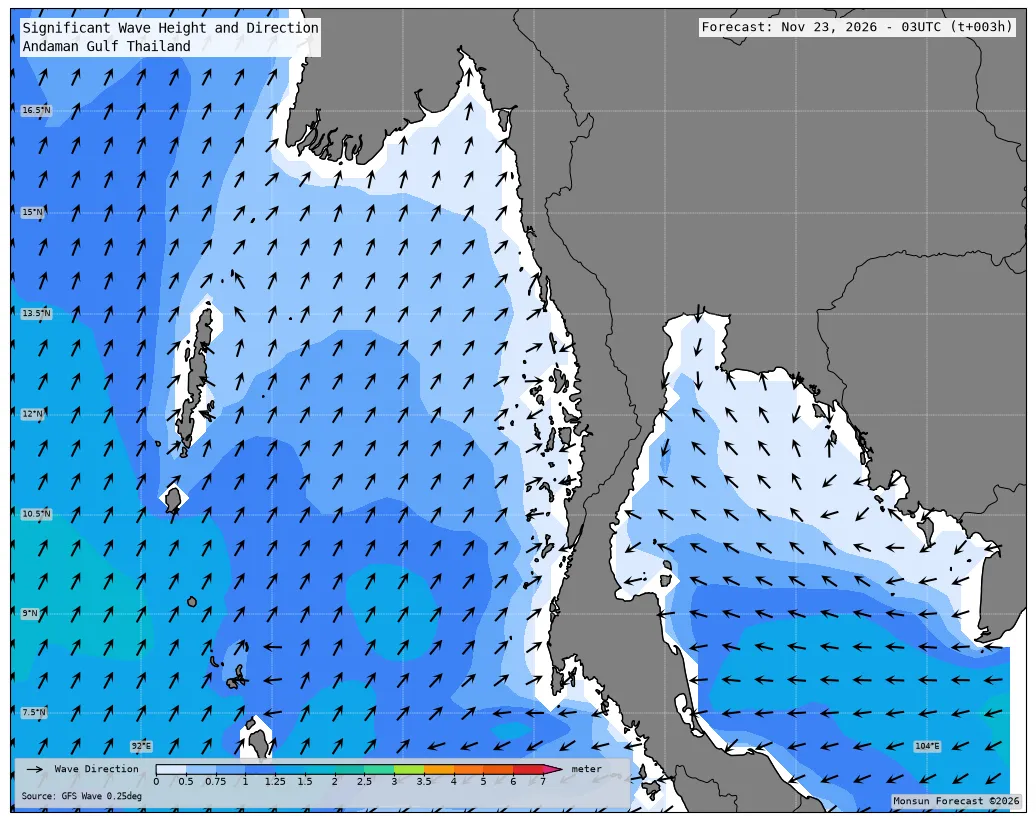 Significant Wave Height and Direction
Andaman Gulf Thailand
Forecast: Nov 23, 2026 - 03UTC (t+003h)
16.5°N
15°N
13.5°N
12°N
10.5°N
9°N
7.5°N
92°E
104°E
Wave Direction
0.5 0.75 1 1.25 1.5 2 2.5 3 3.5 4 5 6 7
meter
Source: GFS Wave 0.25deg
Monsun Forecast ©2026